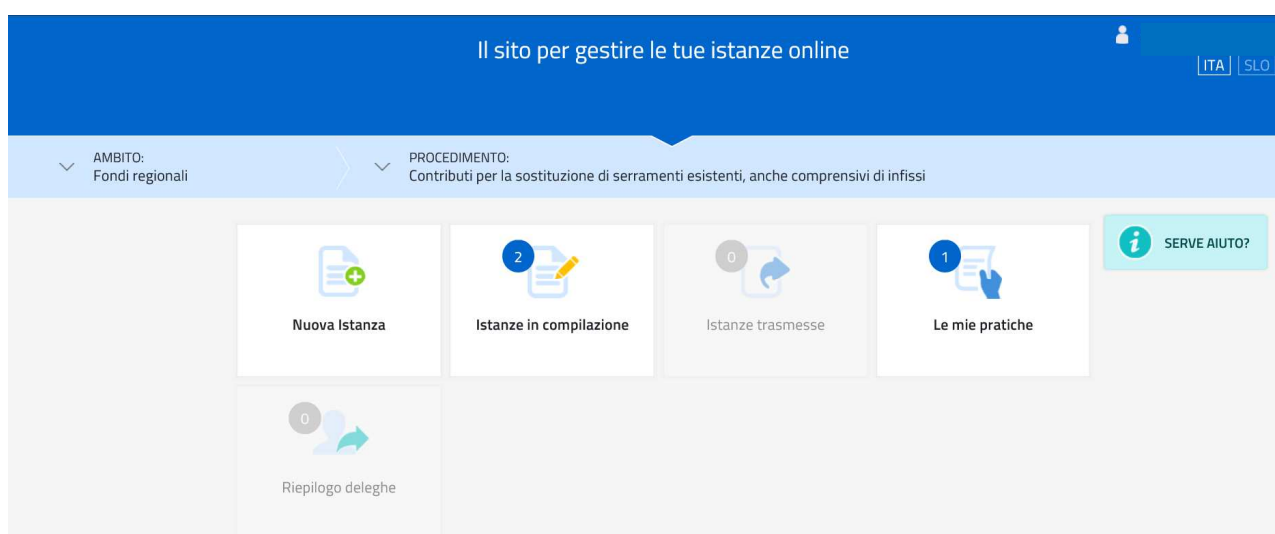 Il sito per gestire le tue istanze online
ITA SLO
AMBITO:
Fondi regionali
PROCEDIMENTO:
Contributi per la sostituzione di serramenti esistenti, anche comprensivi di infissi
SERVE AIUTO?
Nuova Istanza
2
Istanze in compilazione
0
Istanze trasmesse
1
Le mie pratiche
0
Riepilogo deleghe